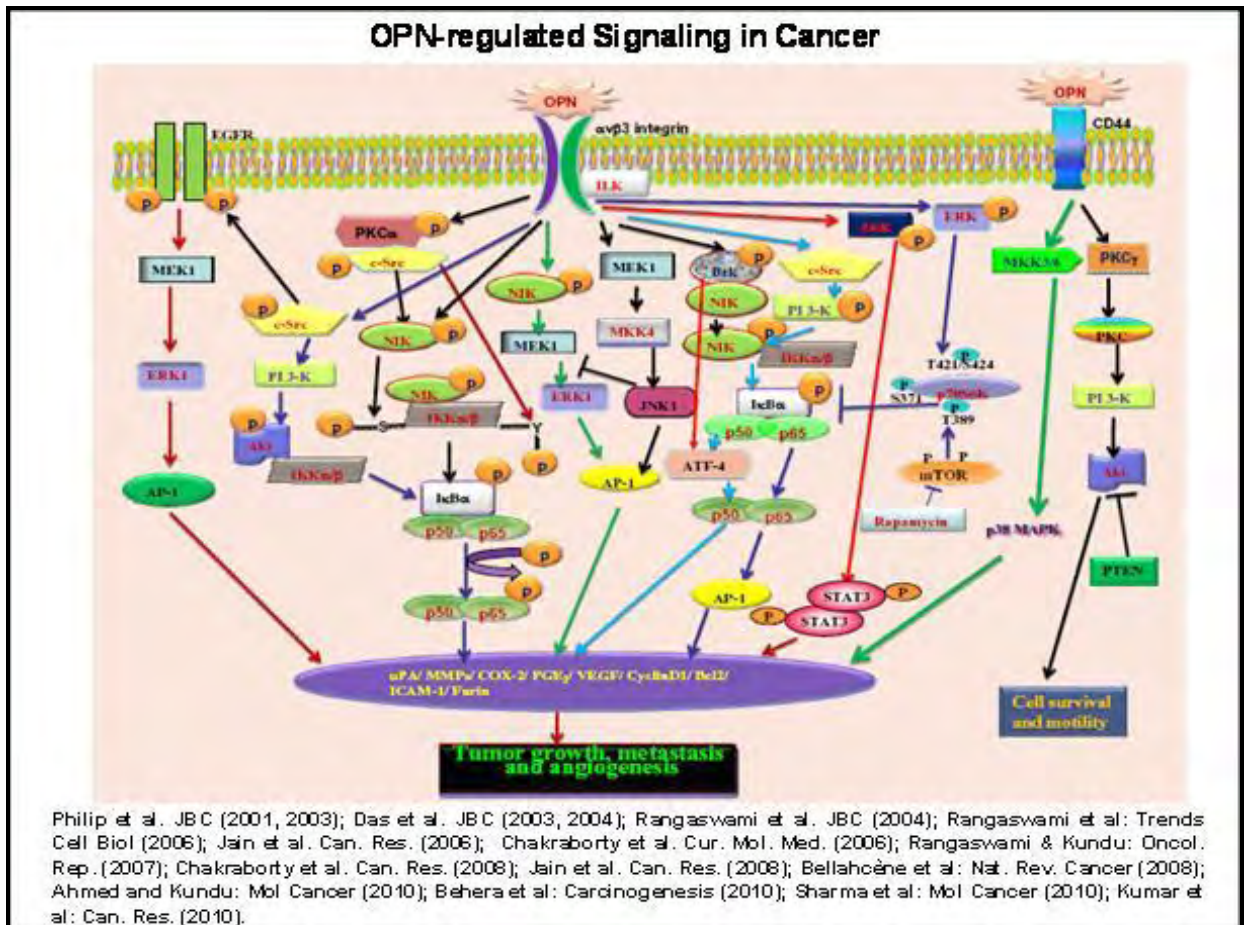 OPN-regulated Signaling in Cancer
OPN
OPN
EGFR
αvβ3 integrin
CD44
ILK
P
P
P
P
P
PKCα
ERK
JAK
P
c-Src
P
MEK1
NIK
P
MEK1
Brk
c-Src
MKK3/6
PKCγ
P
c-Src
NIK
P
MKK4
NIK
PI 3-K
P
PKC
ERK1
PI 3-K
NIK
P
MEK1
NIK
P
IKKα/β
P
T421/S424
P
Akt
P
S
IKKα/β
Y
P
ERK1
JNK1
IκBα
P
P
S371
p70S6K
P
T389
PI 3-K
AP-1
IKKα/β
IκBα
P
p50
p65
AP-1
ATF-4
p50
p65
P
P
mTOR
Akt
p50
p65
Rapamycin
p38 MAPK
PTEN
P
P
p50
p65
AP-1
STAT3
P
P
STAT3
uPA/ MMPs/ COX-2/ PGE₂/ VEGF/ CyclinD1/ Bcl2/
ICAM-1/ Furin
Cell survival
and motility
Tumor growth, metastasis
and angiogenesis
Philip et al. JBC (2001, 2003); Das et al. JBC (2003, 2004); Rangaswami et al. JBC (2004); Rangaswami et al: Trends
Cell Biol (2006); Jain et al. Can. Res. (2006); Chakraborty et al. Cur. Mol. Med. (2006); Rangaswami & Kundu: Oncol.
Rep. (2007); Chakraborty et al. Can. Res. (2008); Jain et al. Can. Res. (2008); Bellahcène et al: Nat. Rev. Cancer (2008);
Ahmed and Kundu: Mol Cancer (2010); Behera et al: Carcinogenesis (2010); Sharma et al: Mol Cancer (2010); Kumar et
al: Can. Res. (2010).